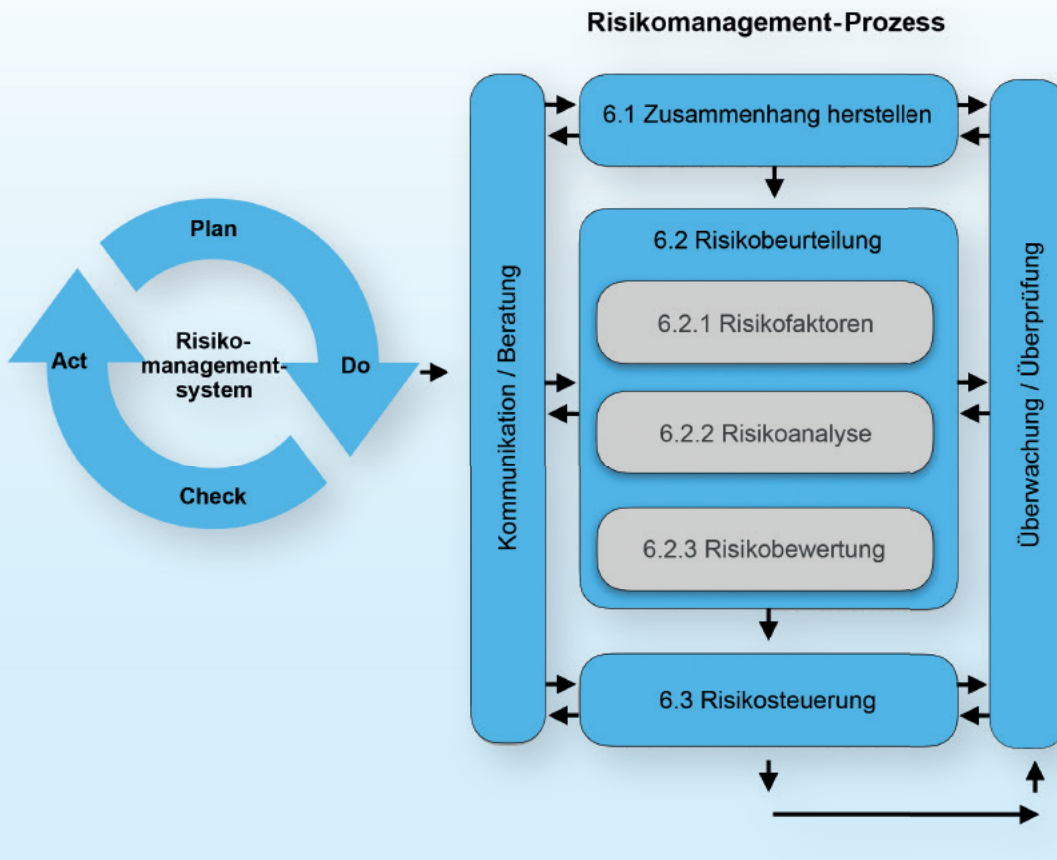 Risikomanagement-Prozess
Plan
Do
Check
Act
Risiko-
management-
system
Kommunikation / Beratung
6.1 Zusammenhang herstellen
6.2 Risikobeurteilung
6.2.1 Risikofaktoren
6.2.2 Risikoanalyse
6.2.3 Risikobewertung
6.3 Risikosteuerung
Überwachung / Überprüfung